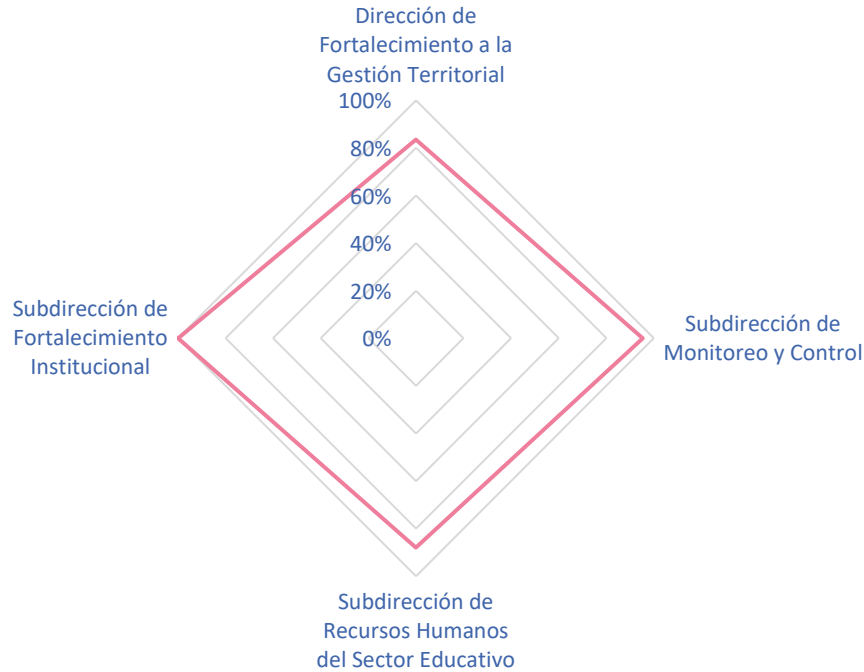 Dirección de
Fortalecimiento a la
Gestión Territorial
100%
80%
60%
40%
20%
0%
Subdirección de
Monitoreo y Control
Subdirección de
Recursos Humanos
del Sector Educativo
Subdirección de
Fortalecimiento
Institucional